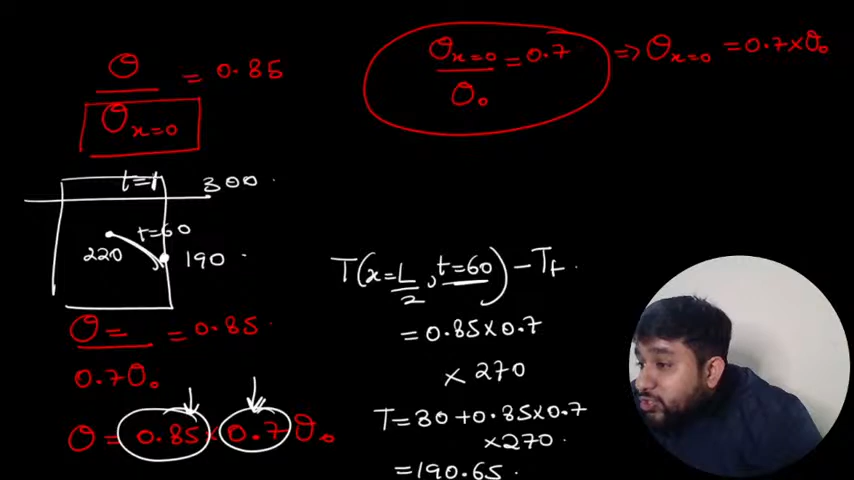 θ/θₓ₌₀ = 0.85
θₓ₌₀/θ₀ = 0.7 ⇒ θₓ₌₀ = 0.7×θ₀
t=1 300
t=60
220 190
θ=/0.7θ₀ = 0.85
θ = 0.85×0.7 θ₀
T(x=L/2, t=60) - Tf
= 0.85×0.7
× 270
T = 30+0.85×0.7
×270
=190.65